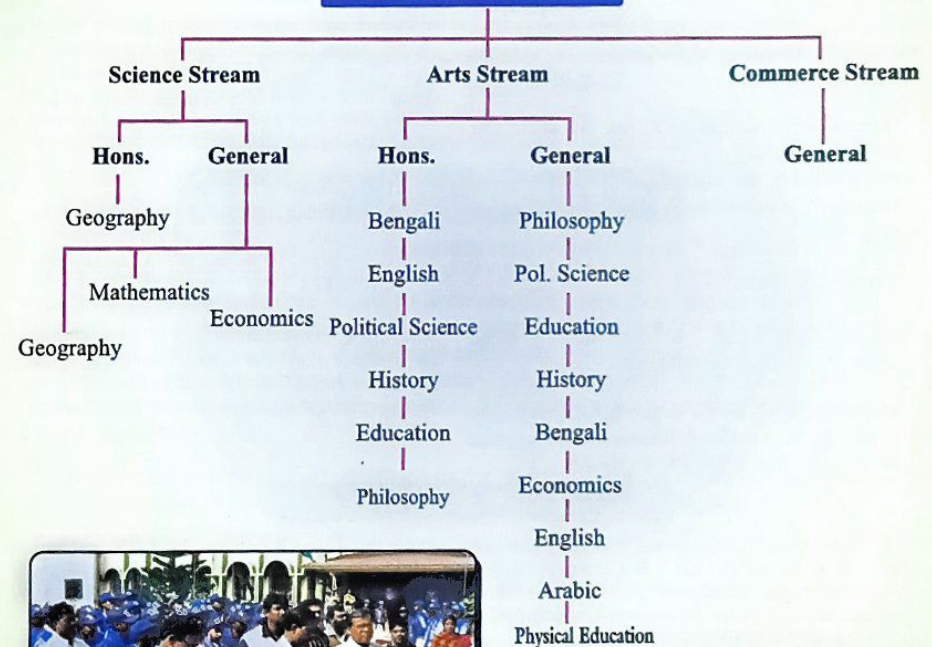 Science Stream
Arts Stream
Commerce Stream
Hons.
General
Hons.
General
General
Geography
Mathematics
Economics
Geography
Bengali
English
Political Science
History
Education
Philosophy
Philosophy
Pol. Science
Education
History
Bengali
Economics
English
Arabic
Physical Education